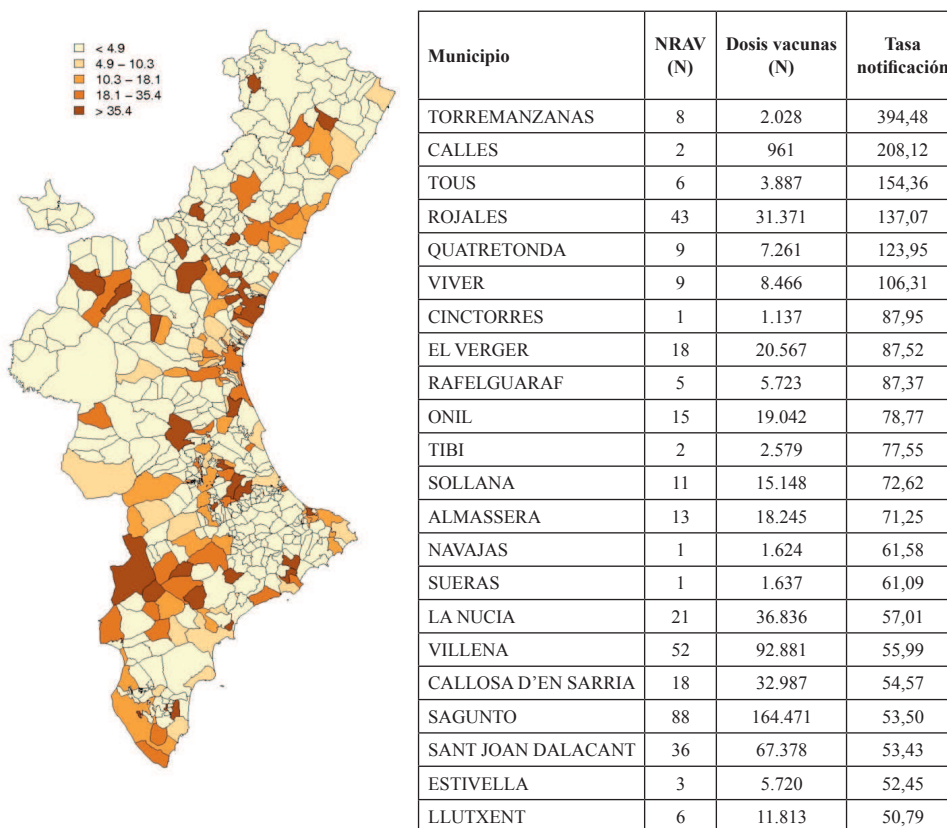 < 4.9
4.9 – 10.3
10.3 – 18.1
18.1 – 35.4
> 35.4
Municipio NRAV (N) Dosis vacunas (N) Tasa notificación
TORREMANZANAS 8 2.028 394,48
CALLES 2 961 208,12
TOUS 6 3.887 154,36
ROJALES 43 31.371 137,07
QUATRETONDA 9 7.261 123,95
VIVER 9 8.466 106,31
CINCTORRES 1 1.137 87,95
EL VERGER 18 20.567 87,52
RAFELGUARAF 5 5.723 87,37
ONIL 15 19.042 78,77
TIBI 2 2.579 77,55
SOLLANA 11 15.148 72,62
ALMASSERA 13 18.245 71,25
NAVAJAS 1 1.624 61,58
SUERAS 1 1.637 61,09
LA NUCIA 21 36.836 57,01
VILLENA 52 92.881 55,99
CALLOSA D'EN SARRIA 18 32.987 54,57
SAGUNTO 88 164.471 53,50
SANT JOAN DALACANT 36 67.378 53,43
ESTIVELLA 3 5.720 52,45
LLUTXENT 6 11.813 50,79